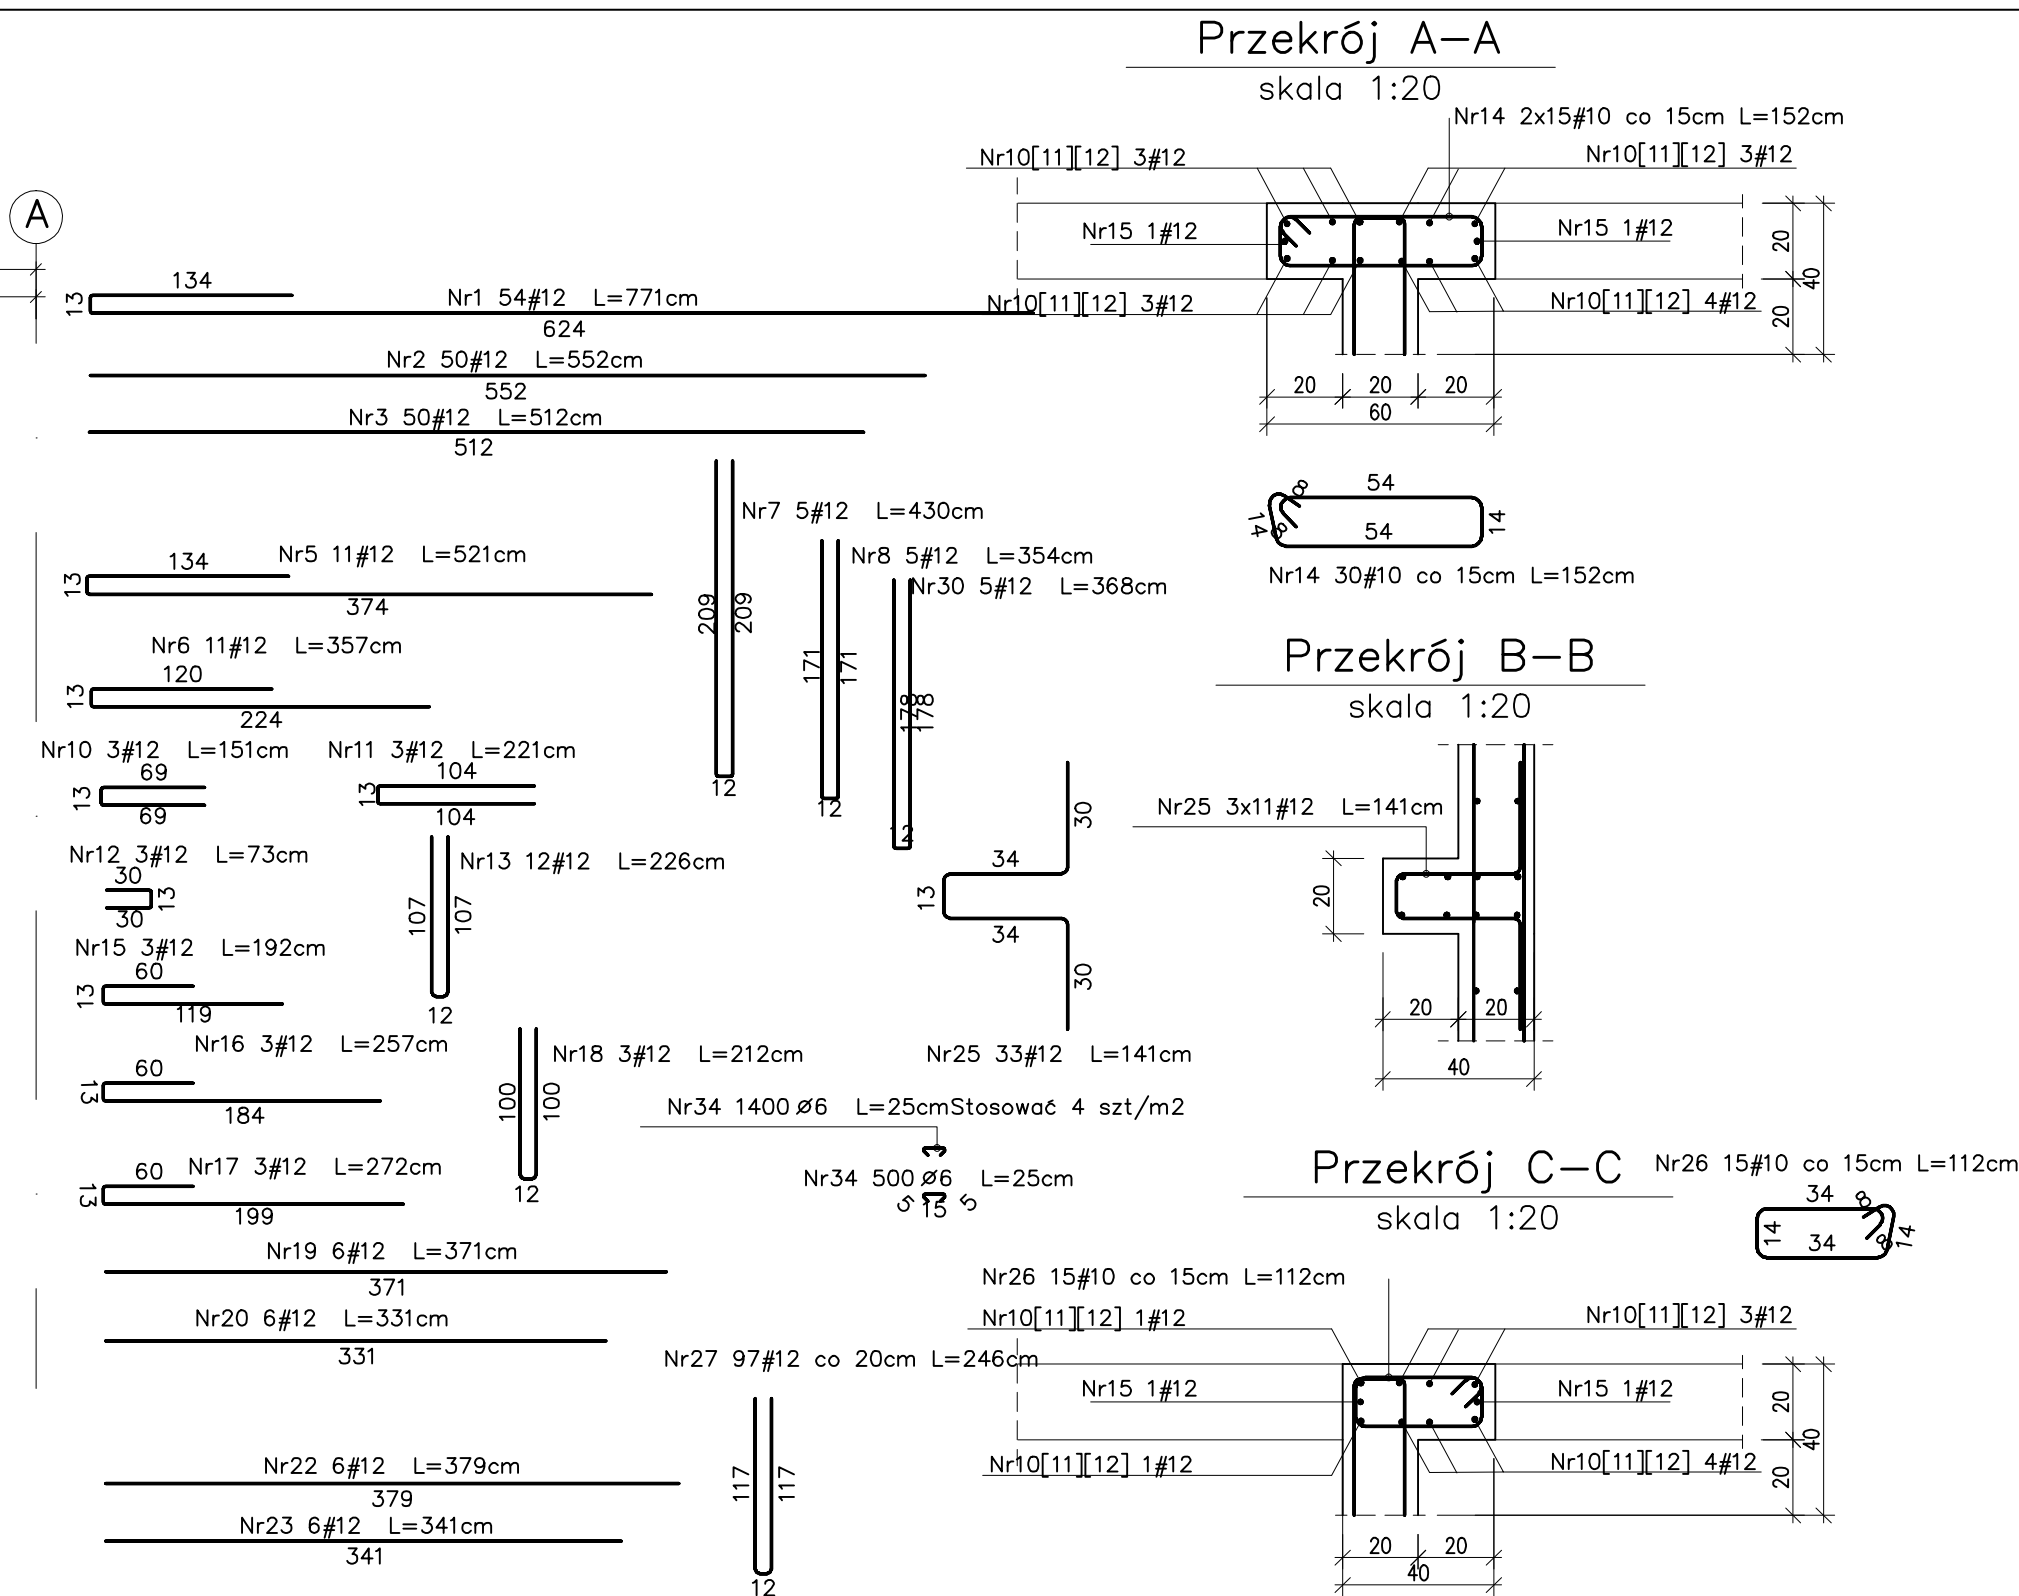 Przekrój A-A
skala 1:20
Nr14 2x15#10 co 15cm L=152cm
Nr10[11][12] 3#12
Nr10[11][12] 3#12
A
Nr15 1#12
Nr15 1#12
20
40
20
Nr10[11][12] 3#12
Nr10[11][12] 4#12
20
20
20
60
134
13
Nr1 54#12 L=771cm
624
Nr2 50#12 L=552cm
552
Nr3 50#12 L=512cm
512
54
8
14
8
54
14
Nr14 30#10 co 15cm L=152cm
Nr7 5#12 L=430cm
209
209
12
Nr8 5#12 L=354cm
171
171
12
Nr30 5#12 L=368cm
178
178
12
134
Nr5 11#12 L=521cm
13
374
Nr6 11#12 L=357cm
120
13
224
Nr10 3#12 L=151cm
69
13
69
Nr11 3#12 L=221cm
104
13
104
Nr12 3#12 L=73cm
30
13
30
Nr13 12#12 L=226cm
107
107
12
Nr15 3#12 L=192cm
60
13
119
Nr16 3#12 L=257cm
60
13
184
Nr18 3#12 L=212cm
100
100
12
60
Nr17 3#12 L=272cm
13
199
Nr19 6#12 L=371cm
371
Nr20 6#12 L=331cm
331
Nr22 6#12 L=379cm
379
Nr23 6#12 L=341cm
341
Nr27 97#12 co 20cm L=246cm
117
117
12
30
34
13
34
30
Nr25 33#12 L=141cm
Nr34 1400 ø6 L=25cmStosować 4 szt/m2
Nr34 500 ø6 L=25cm
5
15
5
Przekrój B-B
skala 1:20
Nr25 3x11#12 L=141cm
20
20
20
40
Przekrój C-C
skala 1:20
Nr26 15#10 co 15cm L=112cm
34
8
14
34
8
14
Nr26 15#10 co 15cm L=112cm
Nr10[11][12] 1#12
Nr10[11][12] 3#12
Nr15 1#12
Nr15 1#12
20
40
20
Nr10[11][12] 1#12
Nr10[11][12] 4#12
20
20
40